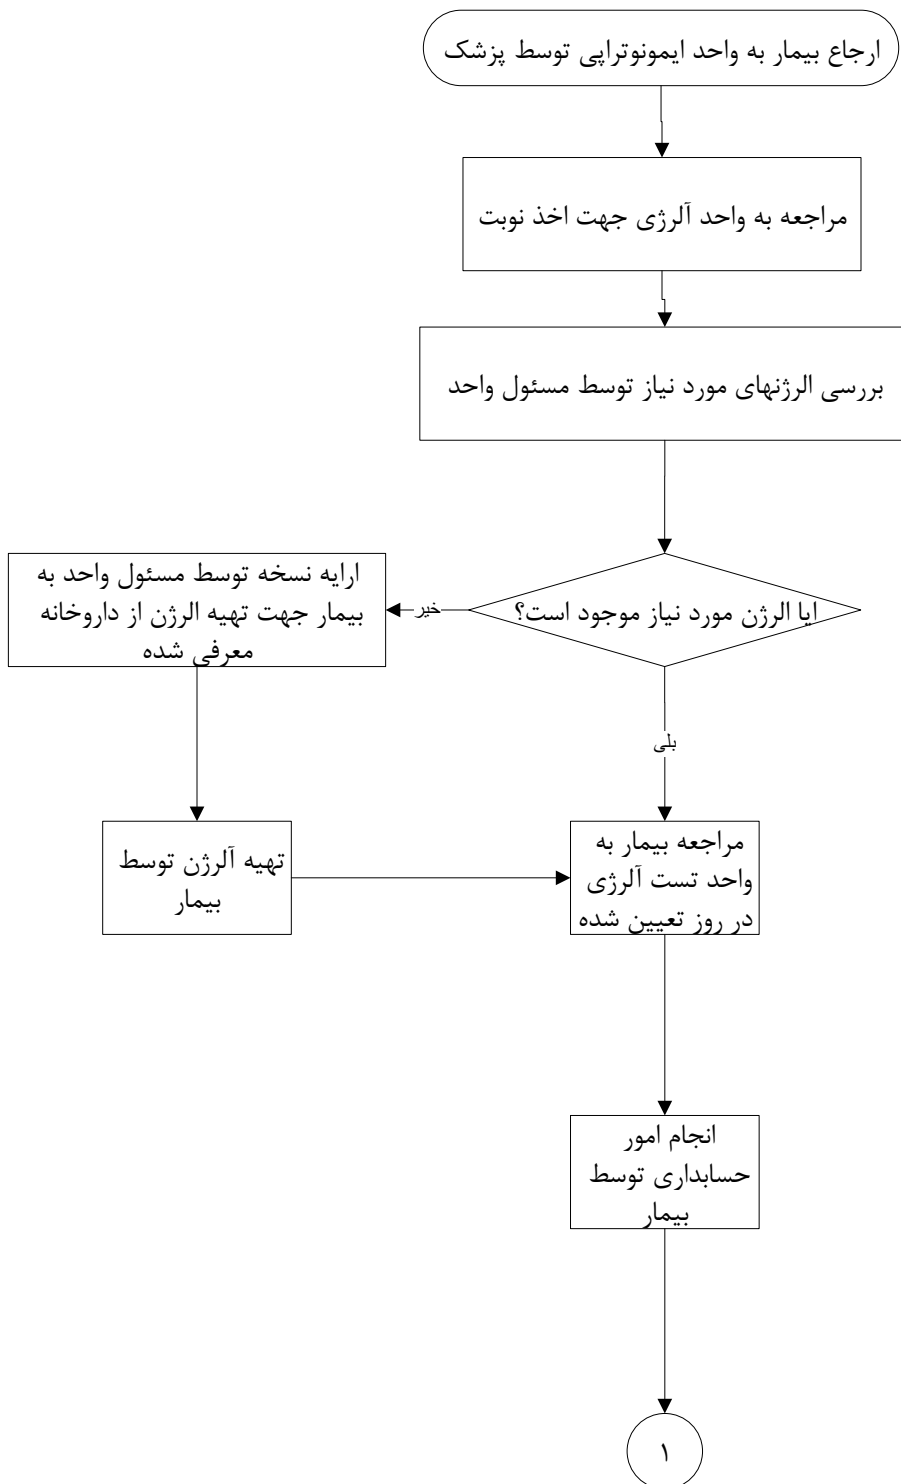 ارجاع بیمار به واحد ایمونوتراپی توسط پزشک
مراجعه به واحد آلرژی جهت اخذ نوبت
بررسی الرژنهای مورد نیاز توسط مسئول واحد
ایا الرژن مورد نیاز موجود است؟
خیر
ارایه نسخه توسط مسئول واحد به
بیمار جهت تهیه الرژن از داروخانه
معرفی شده
بلی
مراجعه بیمار به
واحد تست آلرژی
در روز تعیین شده
تهیه آلرژن توسط
بیمار
انجام امور
حسابداری توسط
بیمار
۱